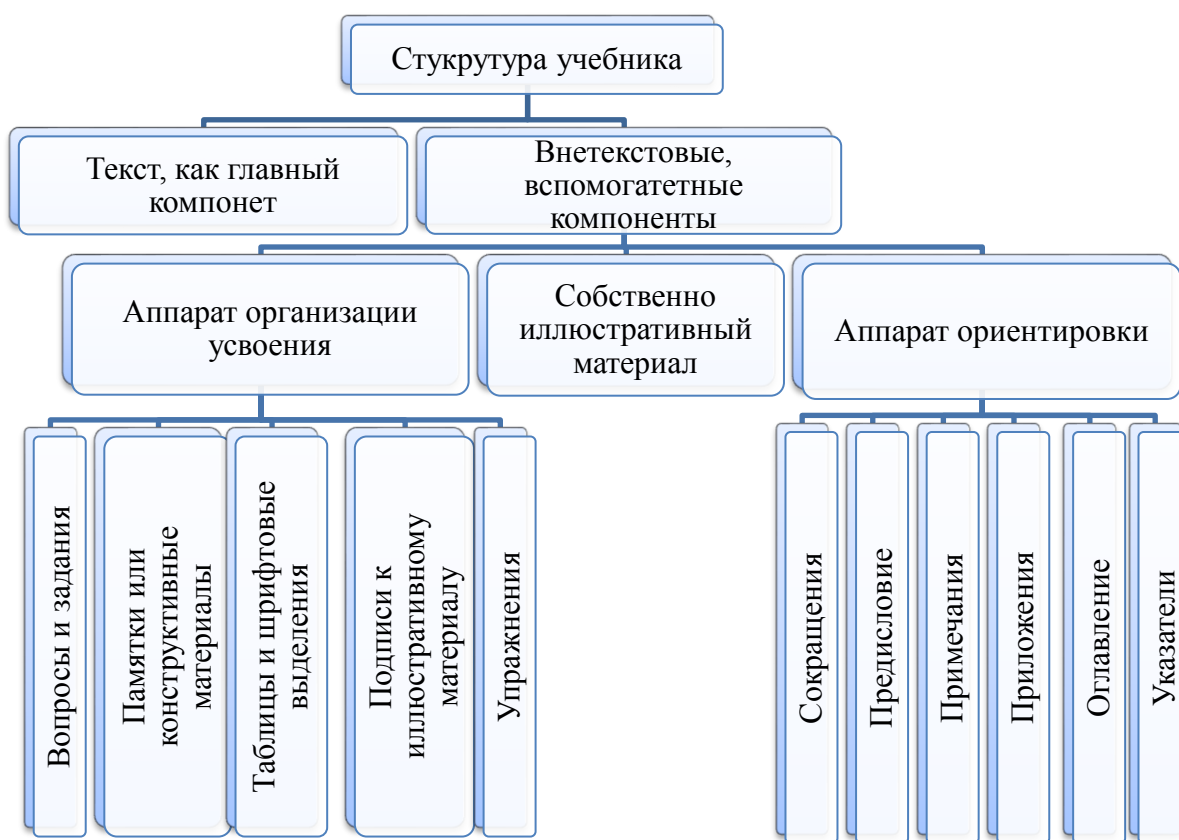 Стукрутура учебника
Текст, как главный
компонет
Внетекстовые,
вспомогатетные
компоненты
Аппарат организации
усвоения
Собственно
иллюстративный
материал
Аппарат ориентировки
Вопросы и задания
Памятки или
конструктивные
материалы
Таблицы и шрифтовые
выделения
Подписи к
иллюстративному
материалу
Упражнения
Сокращения
Предисловие
Примечания
Приложения
Оглавление
Указатели